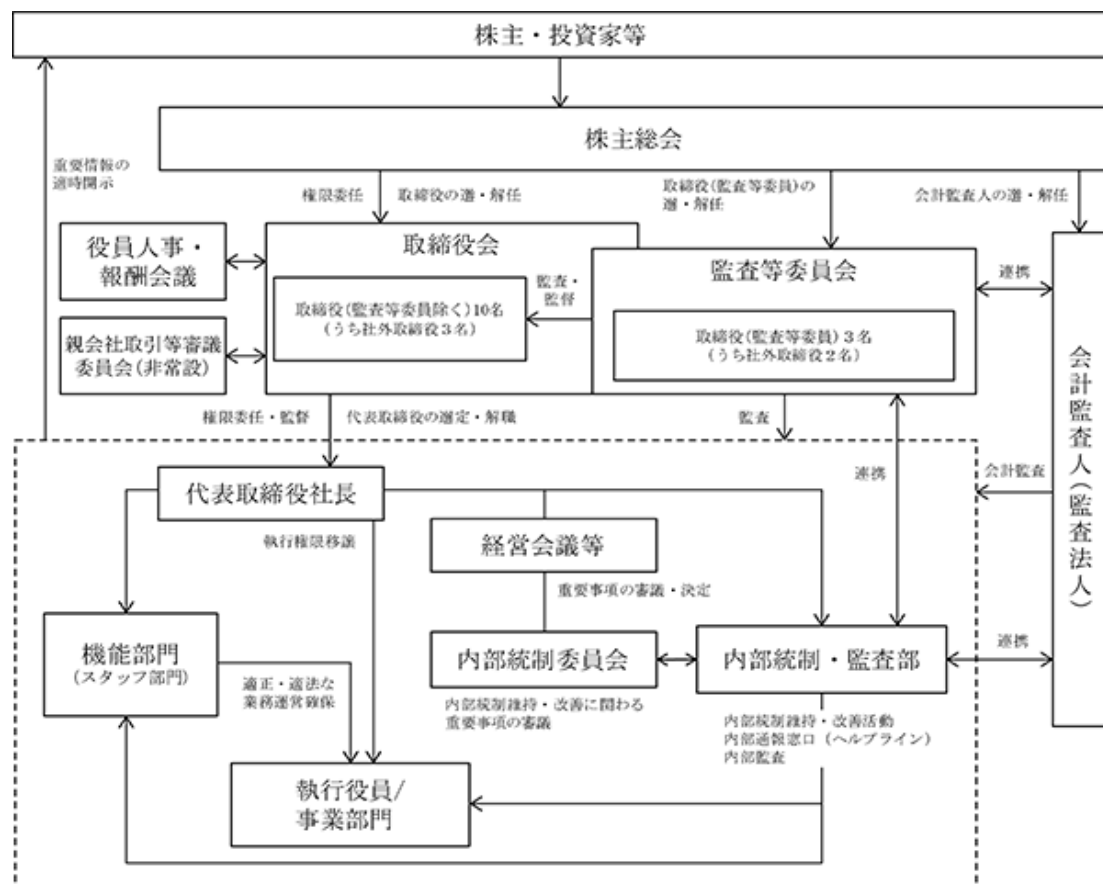 株主・投資家等
株主総会
重要情報の
適時開示
権限委任
取締役の選・解任
取締役(監査等委員)の
選・解任
会計監査人の選・解任
役員人事・
報酬会議
取締役会
監査等委員会
監査・
監督
連携
取締役(監査等委員除く)10名
(うち社外取締役3名)
取締役(監査等委員)3名
(うち社外取締役2名)
親会社取引等審議
委員会(非常設)
会計監査人(監査法人)
権限委任・監督
代表取締役の選定・解職
監査
連携
会計監査
代表取締役社長
執行権限移譲
経営会議等
重要事項の審議・決定
機能部門
(スタッフ部門)
適正・適法な
業務運営確保
内部統制委員会
内部統制・監査部
連携
内部統制維持・改善に関わる
重要事項の審議
内部統制維持・改善活動
内部通報窓口(ヘルプライン)
内部監査
執行役員/
事業部門